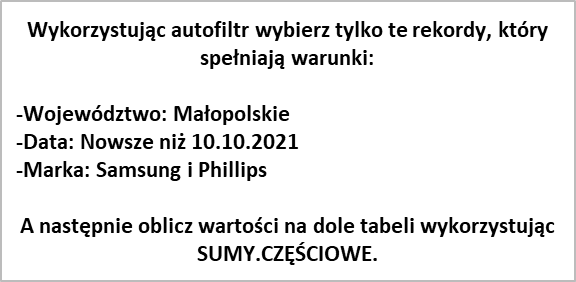 Wykorzystując autofiltr wybierz tylko te rekordy, który
spełniają warunki:
-Województwo: Małopolskie
-Data: Nowsze niż 10.10.2021
-Marka: Samsung i Phillips
A następnie oblicz wartości na dole tabeli wykorzystując
SUMY.CZĘŚCIOWE.